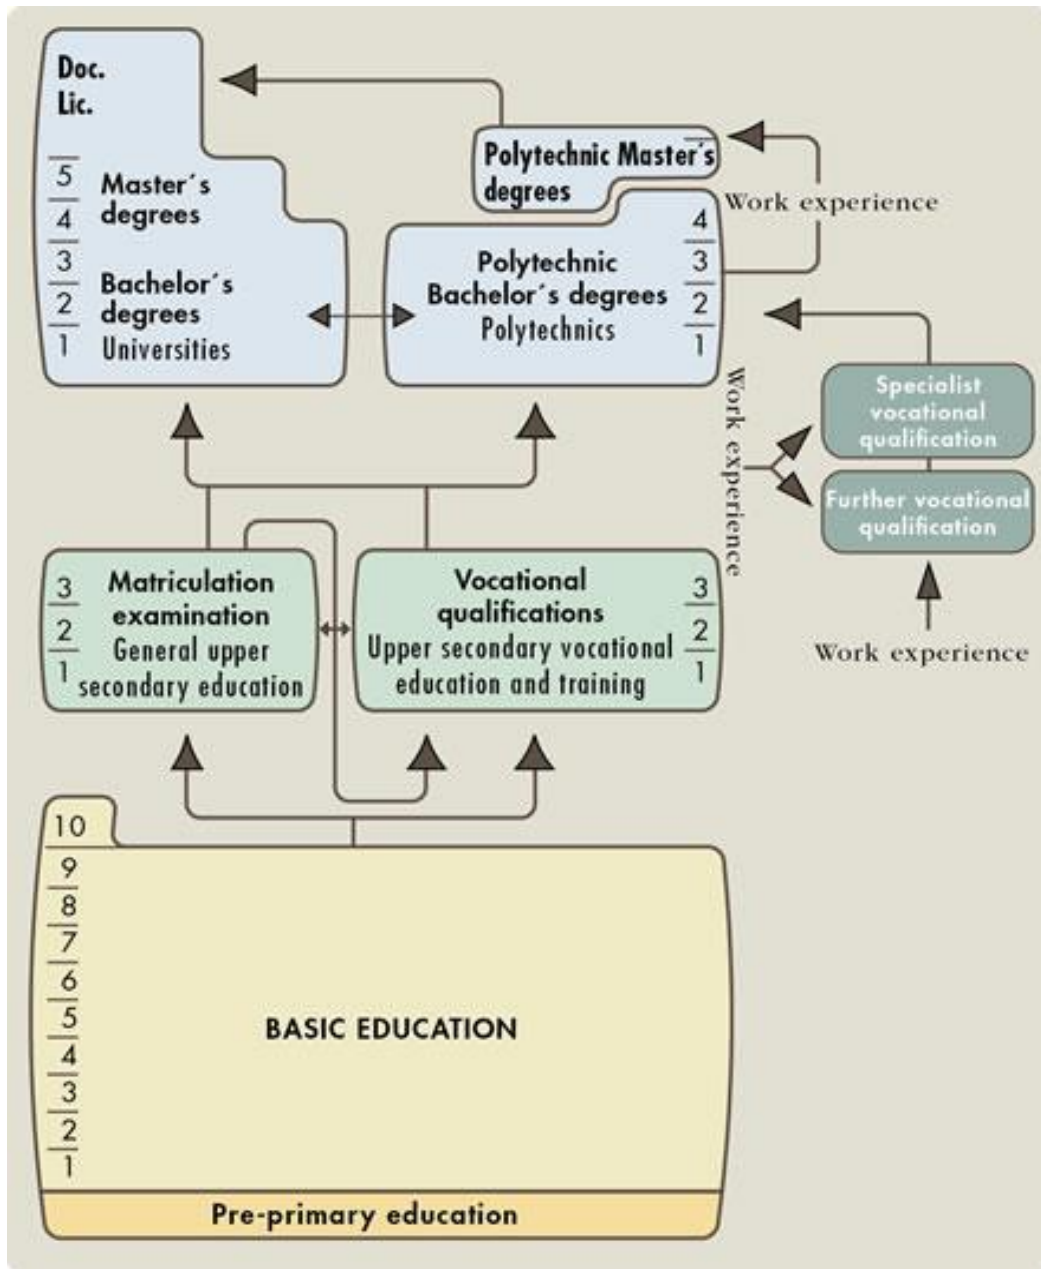 Doc.
Lic.
5
4
3
2
1
Master´s
degrees
Bachelor´s
degrees
Universities
Polytechnic Master´s
degrees
Work experience
Polytechnic
Bachelor´s degrees
Polytechnics
4
3
2
1
Work experience
Specialist
vocational
qualification
Further vocational
qualification
Work experience
3
2
1
Matriculation
examination
General upper
secondary education
Vocational
qualifications
Upper secondary vocational
education and training
3
2
1
10
9
8
7
6
5
4
3
2
1
BASIC EDUCATION
Pre-primary education